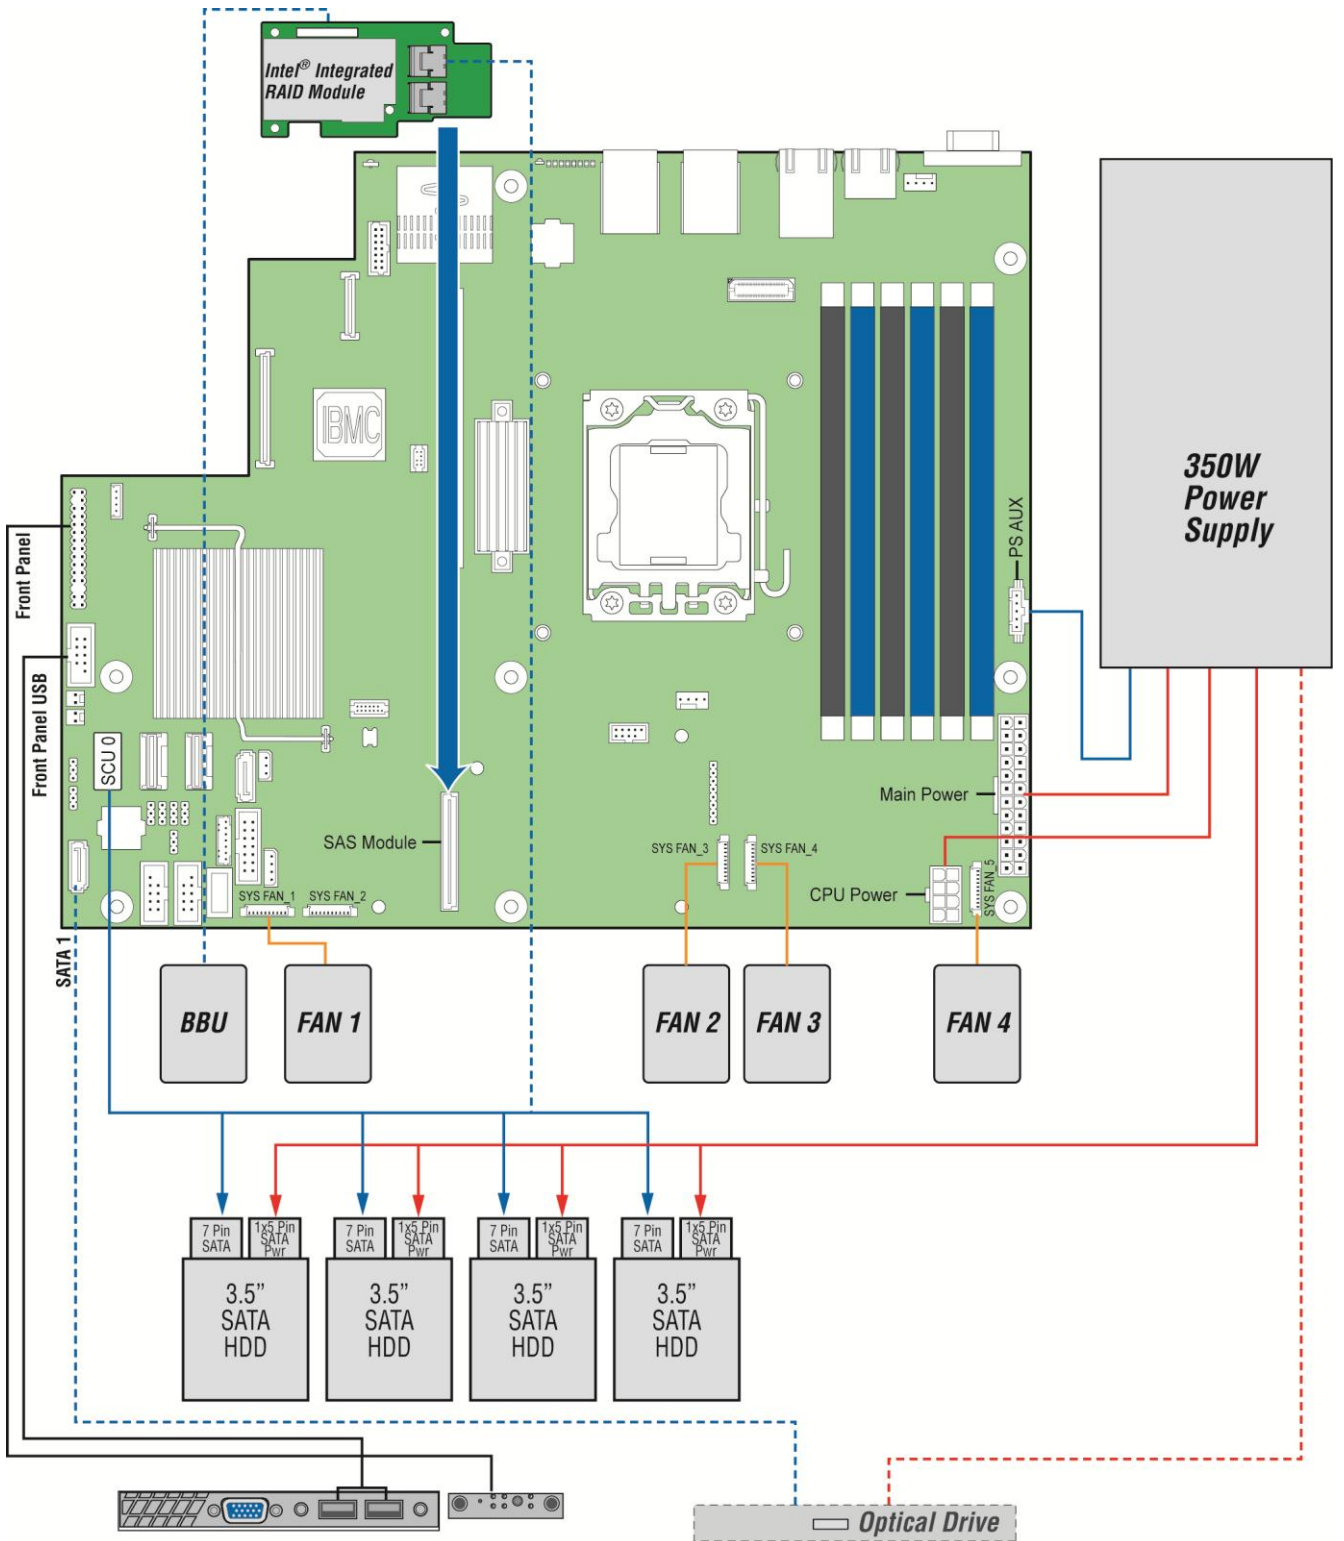 Intel® Integrated
RAID Module
IBMC
350W
Power
Supply
PS AUX
Front Panel
Front Panel USB
SCU 0
Main Power
SAS Module
SYS FAN_3
SYS FAN_4
CPU Power
SYS FAN_5
SYS FAN_1
SYS FAN_2
SATA 1
BBU
FAN 1
FAN 2
FAN 3
FAN 4
7 Pin
SATA
1x5 Pin
SATA
Pwr
7 Pin
SATA
1x5 Pin
SATA
Pwr
7 Pin
SATA
1x5 Pin
SATA
Pwr
7 Pin
SATA
1x5 Pin
SATA
Pwr
3.5”
SATA
HDD
3.5”
SATA
HDD
3.5”
SATA
HDD
3.5”
SATA
HDD
Optical Drive